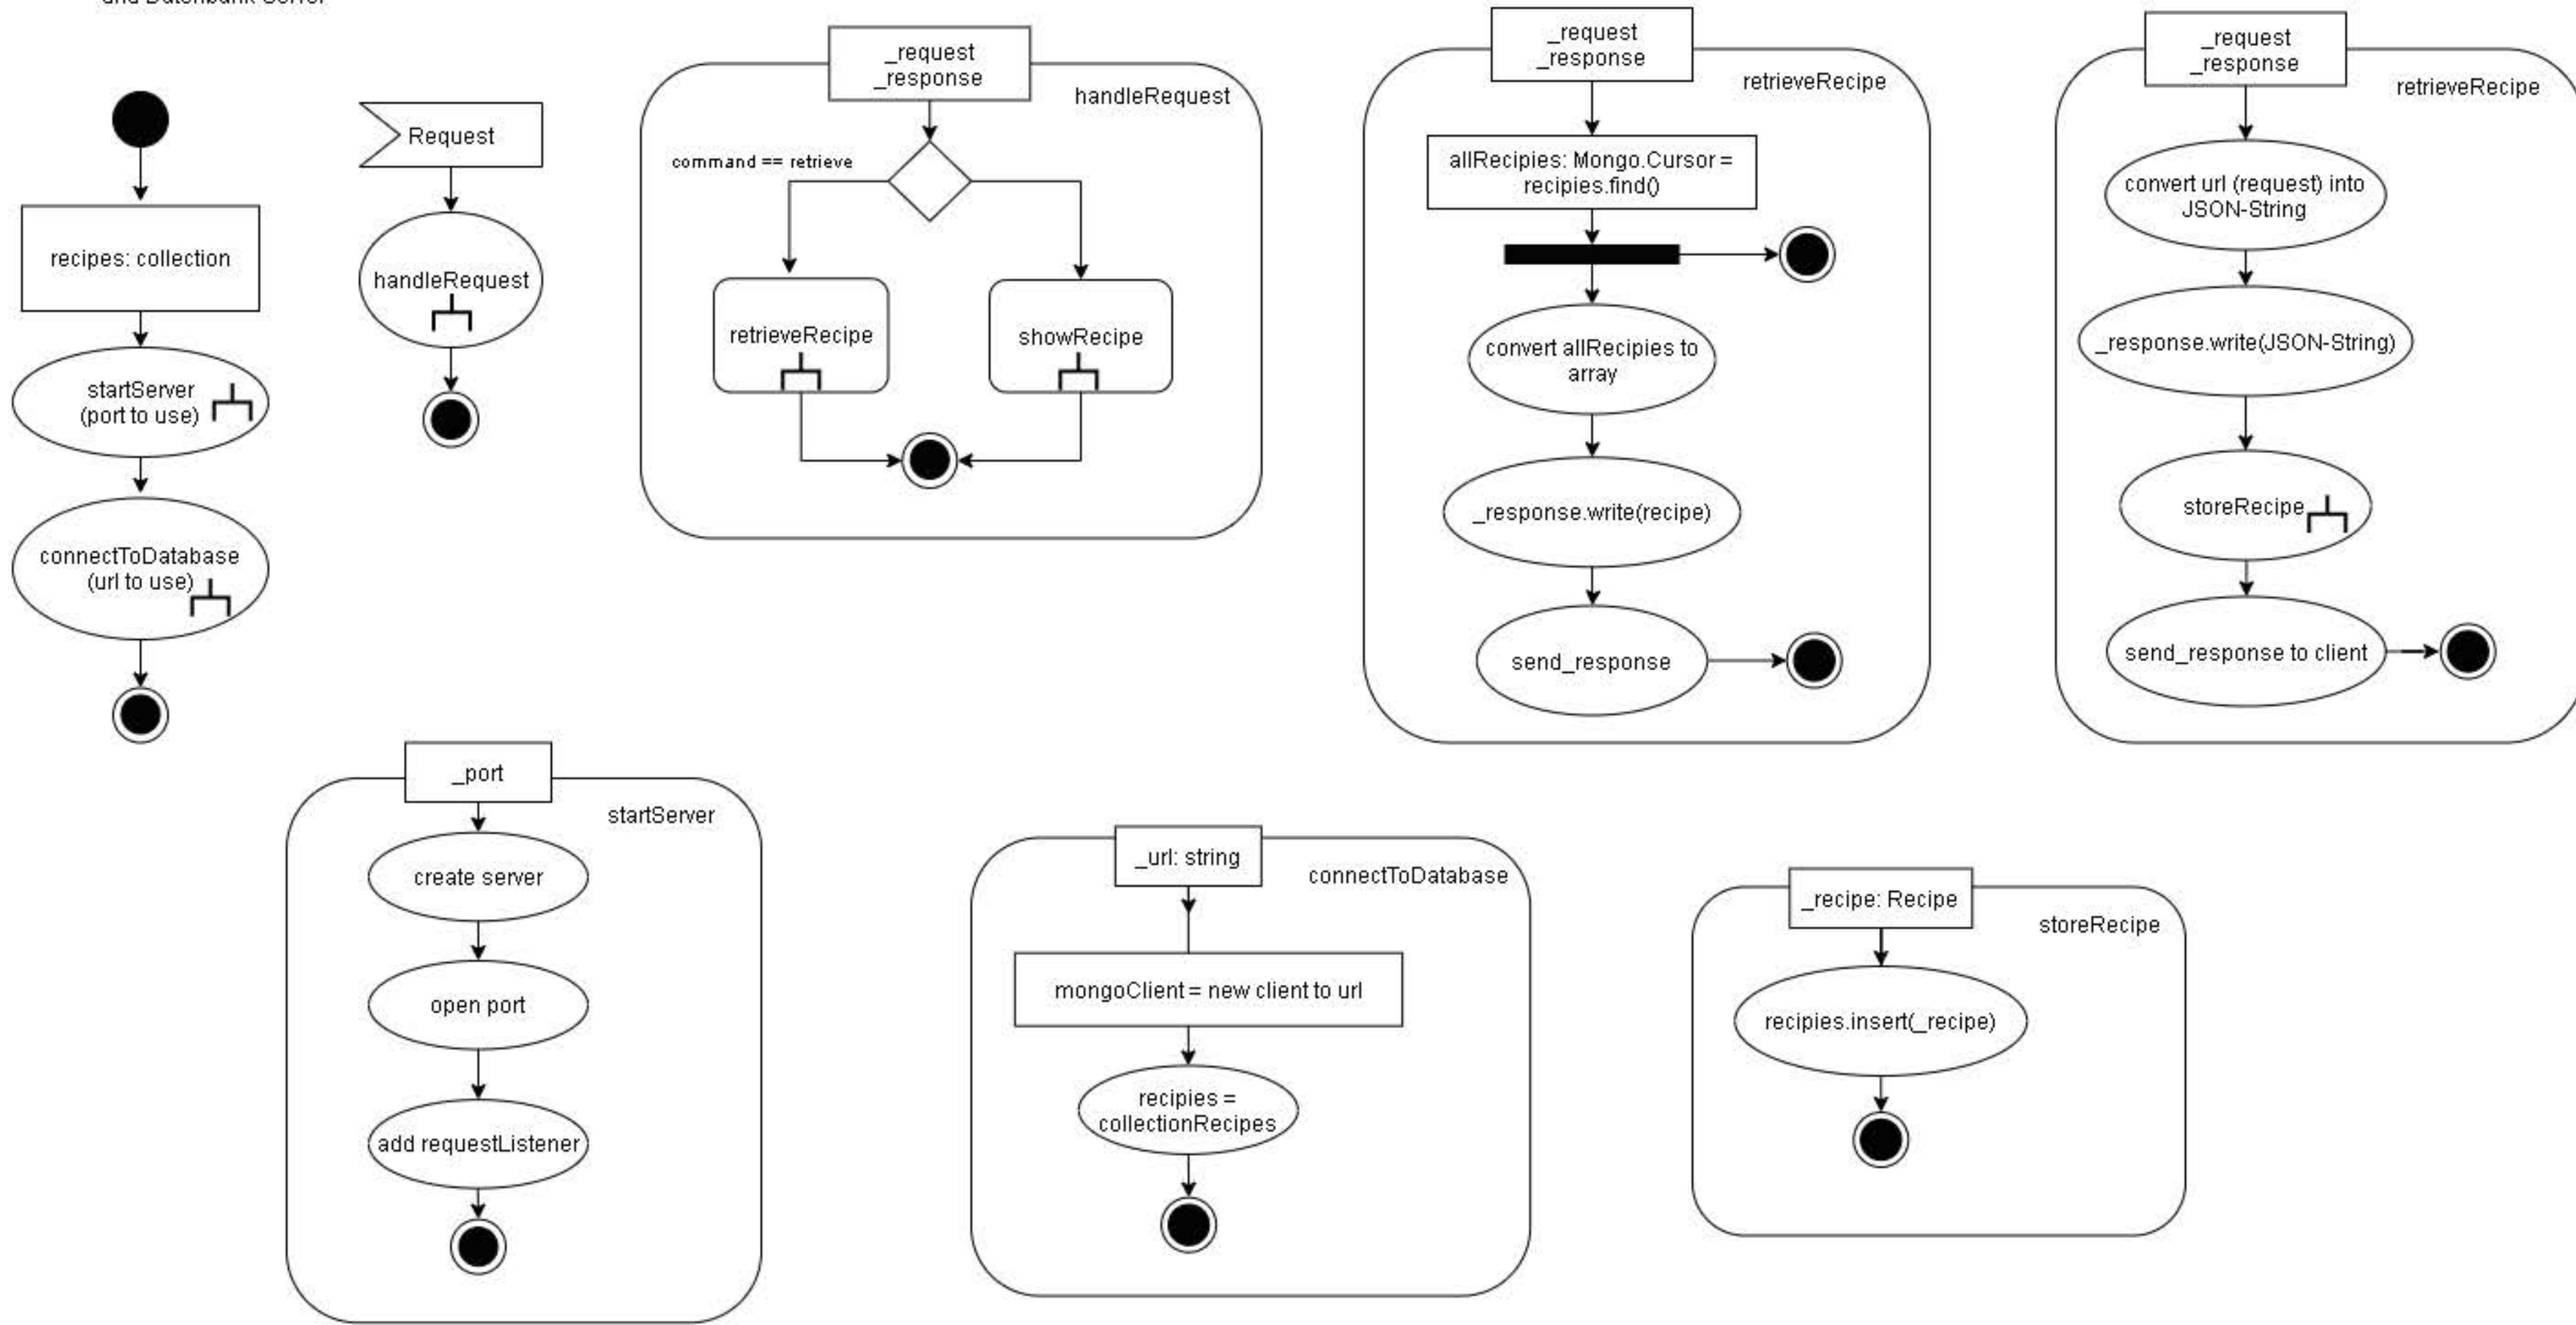 und Datenbank Server
recipes: collection
startServer
(port to use)
connectToDatabase
(url to use)
Request
handleRequest
_request
_response
handleRequest
command == retrieve
retrieveRecipe
showRecipe
_request
_response
retrieveRecipe
allRecipies: Mongo.Cursor =
recipies.find()
convert allRecipies to
array
_response.write(recipe)
send_response
_request
_response
retrieveRecipe
convert url (request) into
JSON-String
_response.write(JSON-String)
storeRecipe
send_response to client
_port
startServer
create server
open port
add requestListener
_url: string
connectToDatabase
mongoClient = new client to url
recipies =
collectionRecipes
_recipe: Recipe
storeRecipe
recipies.insert(_recipe)